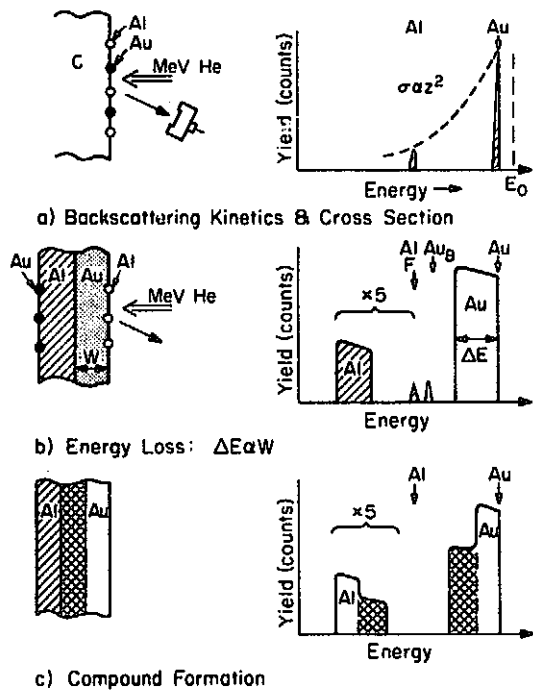 Al
Au
C
MeV He
Al
Au
σαz²
Yield (counts)
Energy
E₀
a) Backscattering Kinetics & Cross Section
Au
Al
Au
Al
MeV He
W
Al
F
Au_B
Au
×5
Al
Au
ΔE
Yield (counts)
Energy
b) Energy Loss: ΔEαW
Al
Au
Al
Au
×5
Al
Au
Yield (counts)
Energy
c) Compound Formation